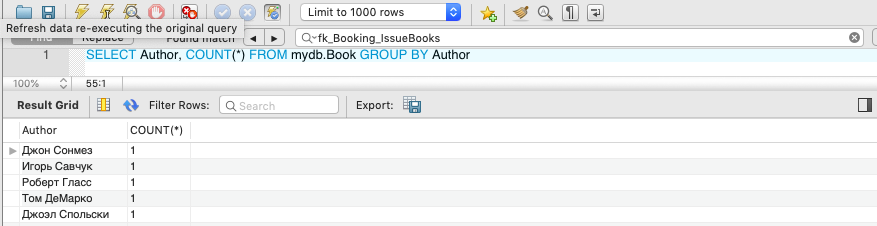 Limit to 1000 rows
Refresh data re-executing the original query
Find Replace Found match fk_Booking_IssueBooks
1 SELECT Author, COUNT(*) FROM mydb.Book GROUP BY Author
100% 55:1
Result Grid Filter Rows: Search Export:
Author COUNT(*)
Джон Сонмез 1
Игорь Савчук 1
Роберт Гласс 1
Том ДеМарко 1
Джоэл Спольски 1